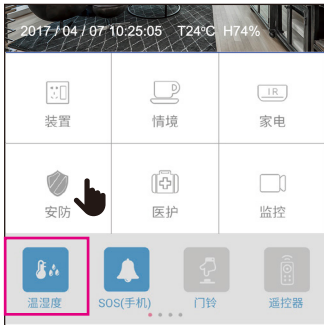 2017 / 04 / 07 10:25:05 T24°C H74%
IR
装置 情境 家电
安防 医护 监控
温湿度 SOS(手机) 门铃 遥控器